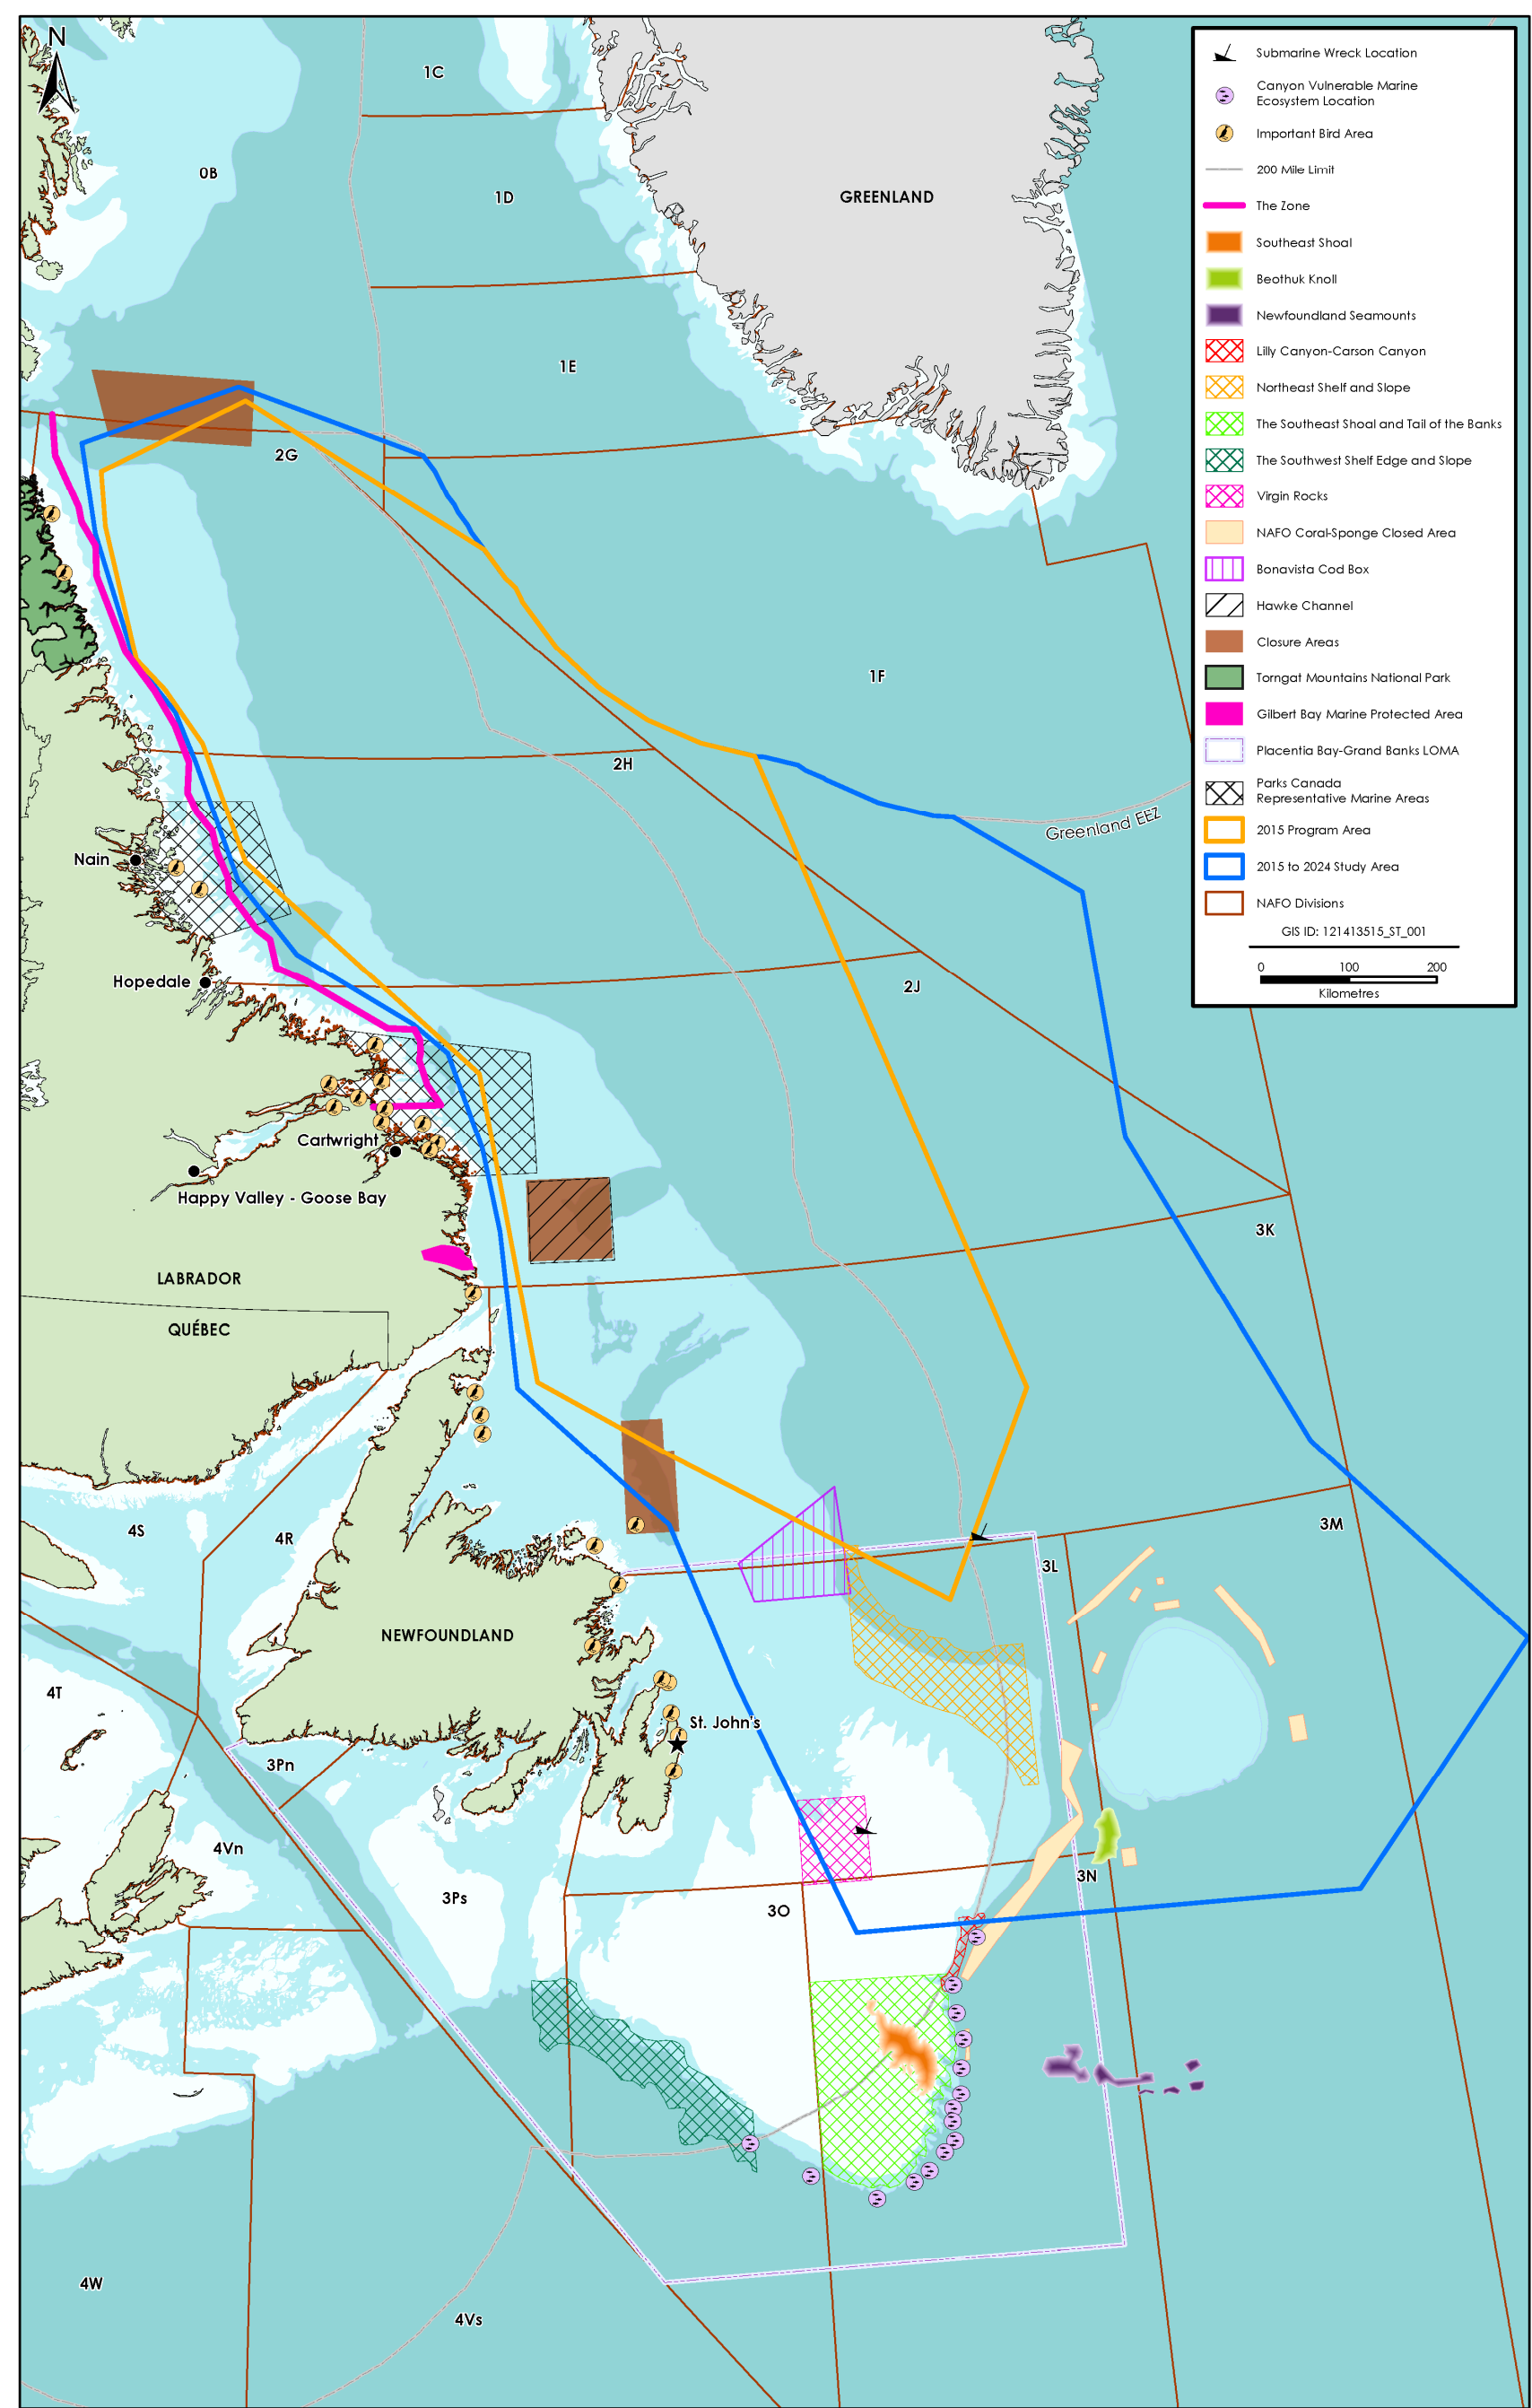 N
1C
0B
1D
GREENLAND
1E
2G
1F
2H
Greenland EEZ
Nain
Hopedale
2J
Cartwright
Happy Valley - Goose Bay
3K
LABRADOR
QUÉBEC
4S
4R
3M
3L
NEWFOUNDLAND
4T
St. John's
3Pn
4Vn
3N
3Ps
3O
4W
4Vs
Submarine Wreck Location
Canyon Vulnerable Marine
Ecosystem Location
Important Bird Area
200 Mile Limit
The Zone
Southeast Shoal
Beothuk Knoll
Newfoundland Seamounts
Lilly Canyon-Carson Canyon
Northeast Shelf and Slope
The Southeast Shoal and Tail of the Banks
The Southwest Shelf Edge and Slope
Virgin Rocks
NAFO Coral-Sponge Closed Area
Bonavista Cod Box
Hawke Channel
Closure Areas
Torngat Mountains National Park
Gilbert Bay Marine Protected Area
Placentia Bay-Grand Banks LOMA
Parks Canada
Representative Marine Areas
2015 Program Area
2015 to 2024 Study Area
NAFO Divisions
GIS ID: 121413515_ST_001
0 100 200
Kilometres